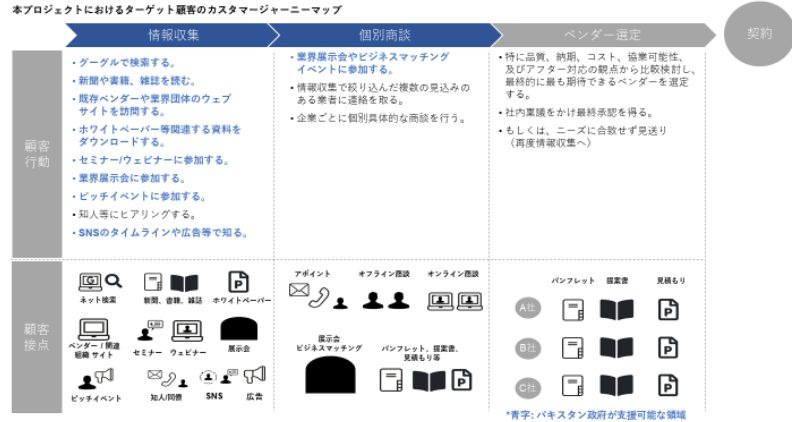 本プロジェクトにおけるターゲット顧客のカスタマージャーニーマップ
情報収集
個別商談
ベンダー選定
契約
顧客
行動
・グーグルで検索する。
・新聞や書籍、雑誌を読む。
・既存ベンダーや業界団体のウェブ
サイトを訪問する。
・ホワイトペーパー等関連する資料を
ダウンロードする。
・セミナー/ウェビナーに参加する。
・業界展示会に参加する。
・ピッチイベントに参加する。
・知人等にヒアリングする。
・SNSのタイムラインや広告等で知る。
・業界展示会やビジネスマッチング
イベントに参加する。
・情報収集で絞り込んだ複数の見込みの
ある業者に連絡を取る。
・企業ごとに個別具体的な商談を行う。
・特に品質、納期、コスト、協業可能性、
及びアフター対応の観点から比較検討し、
最終的に最も期待できるベンダーを選定
する。
・社内稟議をかけ最終承認を得る。
・もしくは、ニーズに合致せず見送り
（再度情報収集へ）
顧客
接点
ネット検索
新聞、書籍、雑誌
ホワイトペーパー
ベンダー / 関連
組織 サイト
セミナー
ウェビナー
展示会
ピッチイベント
知人/同僚
SNS
広告
アポイント
オフライン商談
オンライン商談
展示会
ビジネスマッチング
パンフレット、提案書、
見積もり等
パンフレット
提案書
見積もり
A社
B社
C社
*青字: パキスタン政府が支援可能な領域